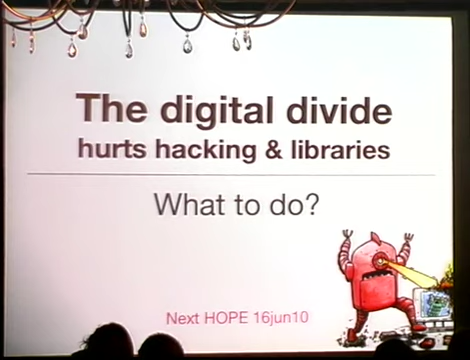 The digital divide
hurts hacking & libraries
What to do?
Next HOPE 16jun10